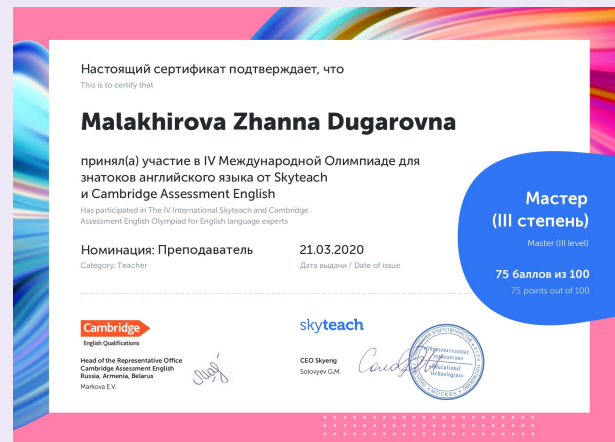 Настоящий сертификат подтверждает, что
This is to certify that
Malakhirova Zhanna Dugarovna
принял(а) участие в IV Международной Олимпиаде для
знатоков английского языка от Skyteach
и Cambridge Assessment English
Has participated in The IV International Skyteach and Cambridge
Assessment English Olympiad for English language experts
Номинация: Преподаватель
Category: Teacher
21.03.2020
Дата выдачи / Date of issue
Мастер
(III степень)
Master (III level)
75 баллов из 100
75 points out of 100
Cambridge
English Qualifications
Head of the Representative Office
Cambridge Assessment English
Russia, Armenia, Belarus
Markova E.V.
skyteach
CEO Skyeng
Solovyev G.M.
Образовательные
технологии
educational
technologies
МОСКВА